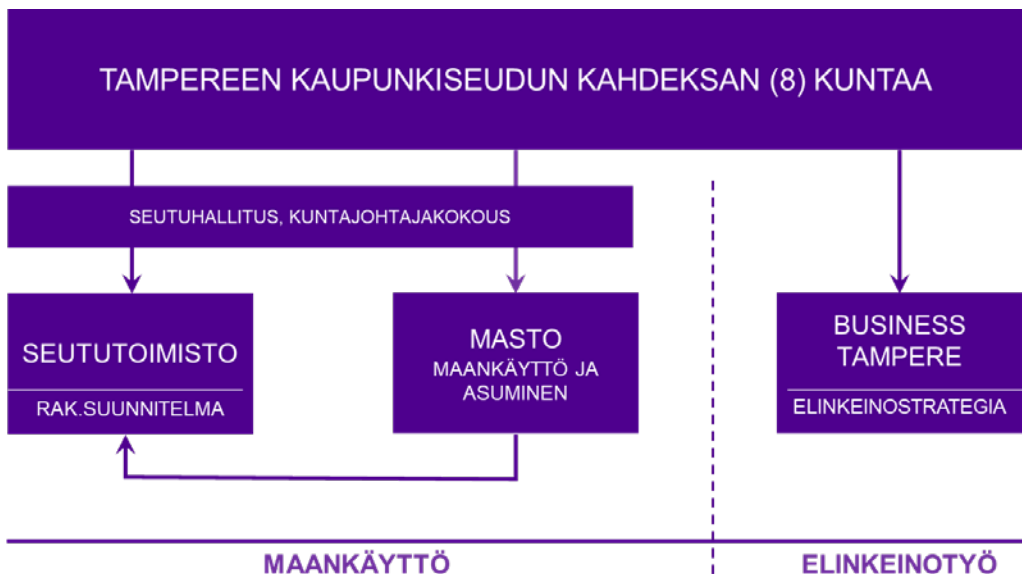 TAMPEREEN KAUPUNKISEUDUN KAHDEKSAN (8) KUNTAA
SEUTUHALLITUS, KUNTAJOHTAJAKOKOUS
SEUTUTOIMISTO
RAK.SUUNNITELMA
MASTO
MAANKÄYTTÖ JA
ASUMINEN
BUSINESS
TAMPERE
ELINKEINOSTRATEGIA
MAANKÄYTTÖ
ELINKEINOTYÖ